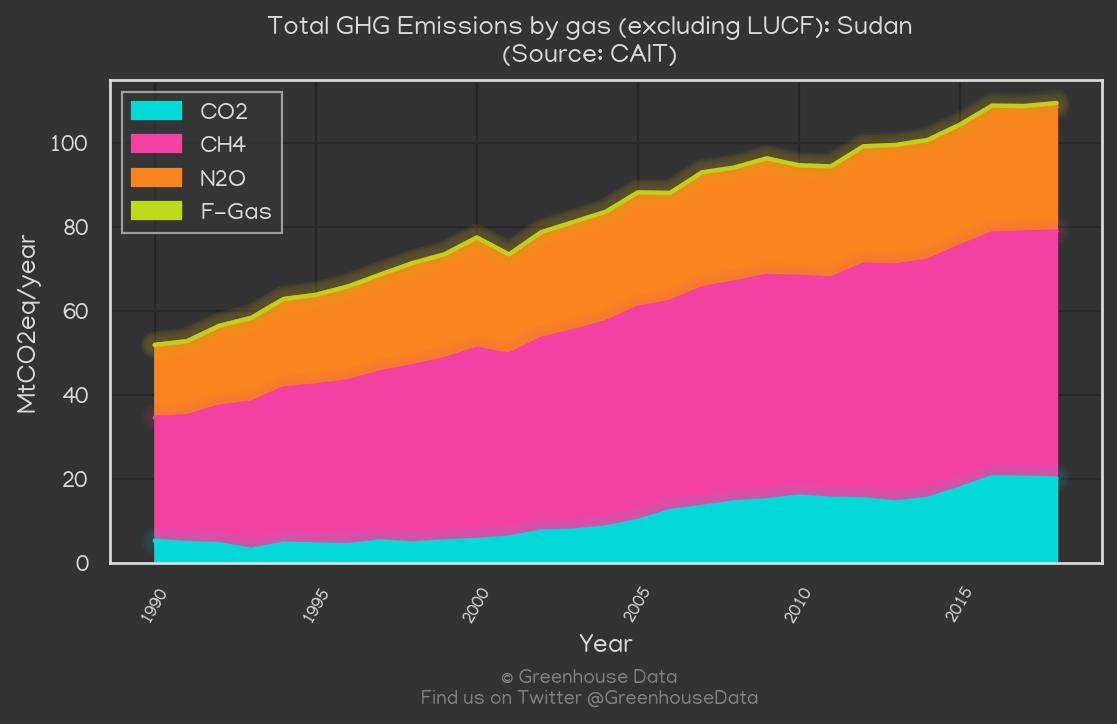 Total GHG Emissions by gas (excluding LUCF): Sudan
(Source: CAIT)
CO2
CH4
N2O
F-Gas
100
80
60
40
20
0
MtCO2eq/year
1990
1995
2000
2005
2010
2015
Year
© Greenhouse Data
Find us on Twitter @GreenhouseData